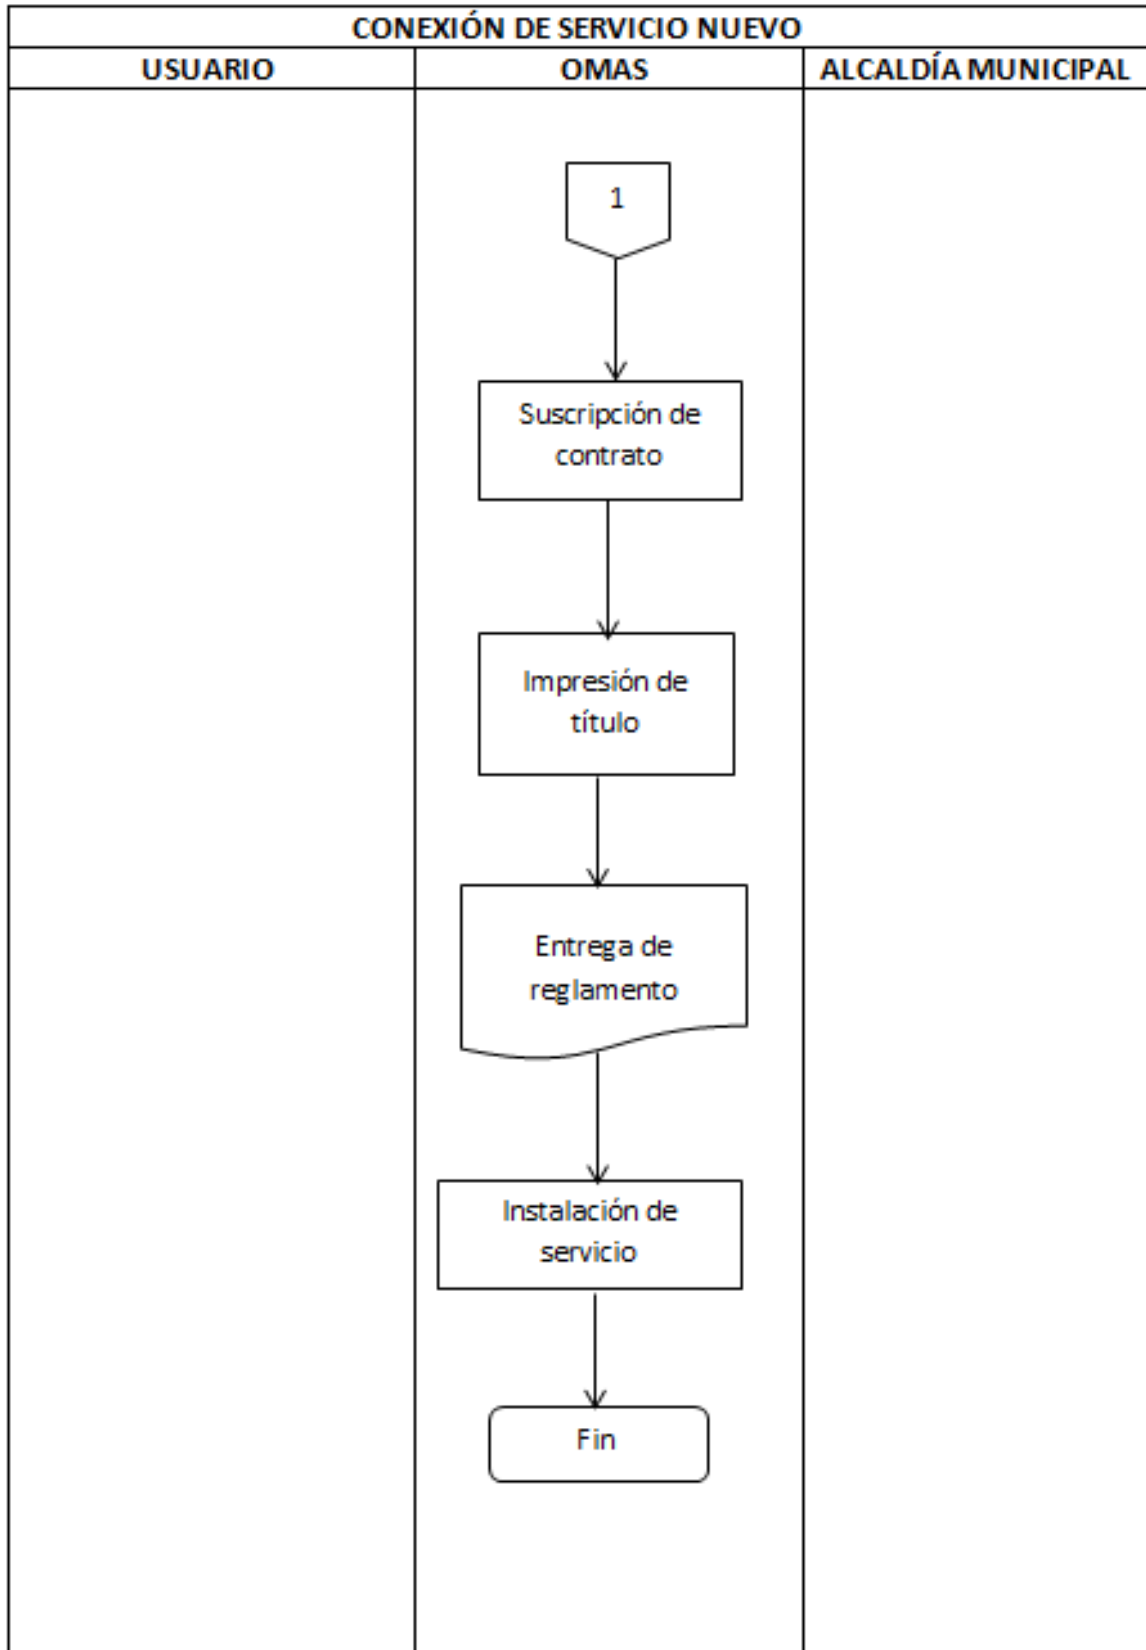 CONEXIÓN DE SERVICIO NUEVO
USUARIO
OMAS
ALCALDÍA MUNICIPAL
1
Suscripción de
contrato
Impresión de
título
Entrega de
reglamento
Instalación de
servicio
Fin